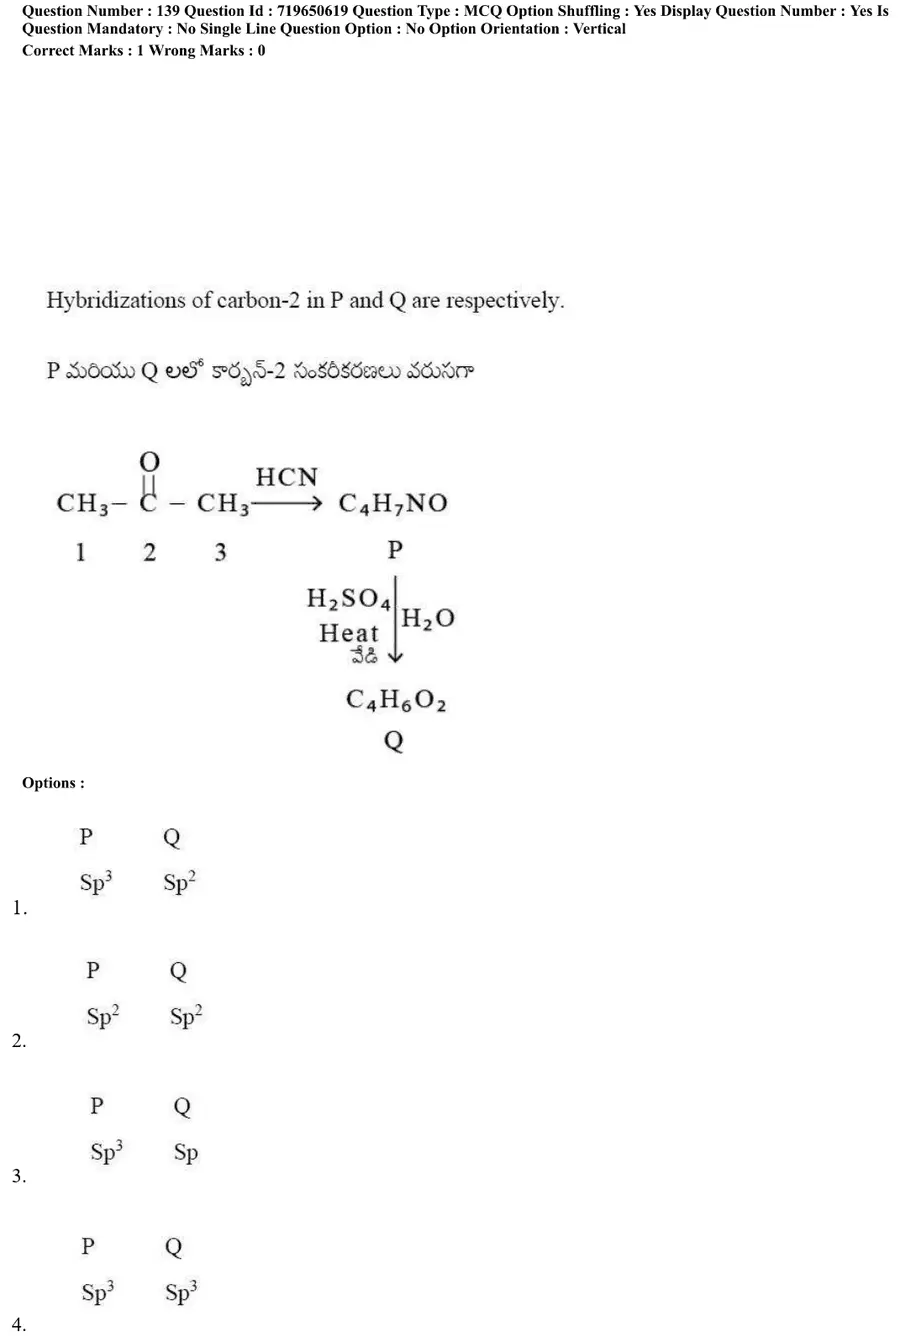 Question Number : 139 Question Id : 719650619 Question Type : MCQ Option Shuffling : Yes Display Question Number : Yes Is
Question Mandatory : No Single Line Question Option : No Option Orientation : Vertical
Correct Marks : 1 Wrong Marks : 0
Hybridizations of carbon-2 in P and Q are respectively.
P మరియు Q లలో కార్బన్-2 సంకరీకరణలు వరుసగా
O
||
CH₃– C – CH₃ HCN ⟶ C₄H₇NO
1 2 3 P
H₂SO₄ H₂O
Heat
వేడి
C₄H₆O₂
Q
Options :
P Q
Sp³ Sp²
1.
P Q
Sp² Sp²
2.
P Q
Sp³ Sp
3.
P Q
Sp³ Sp³
4.